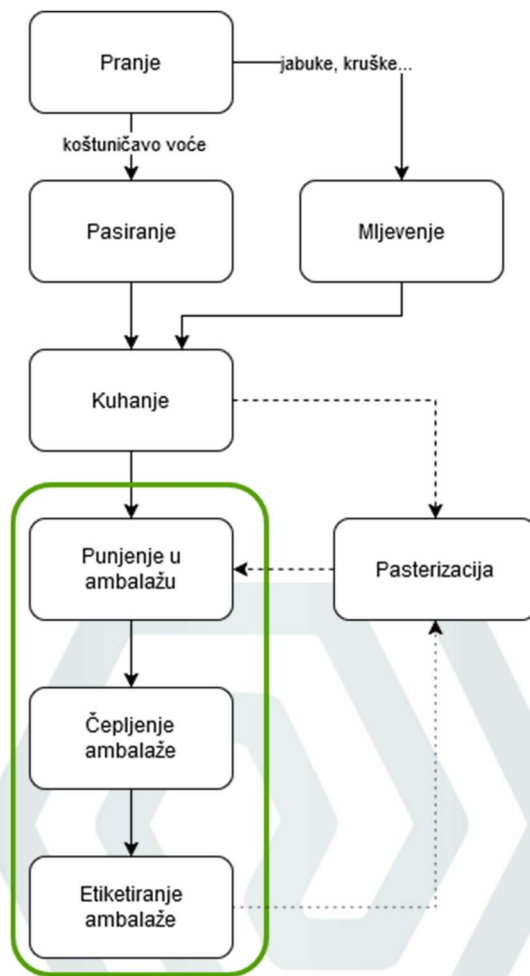 Pranje
jabuke, kruške...
koštuničavo voće
Pasiranje
Mljevenje
Kuhanje
Punjenje u
ambalažu
Pasterizacija
Čepljenje
ambalaže
Etiketiranje
ambalaže